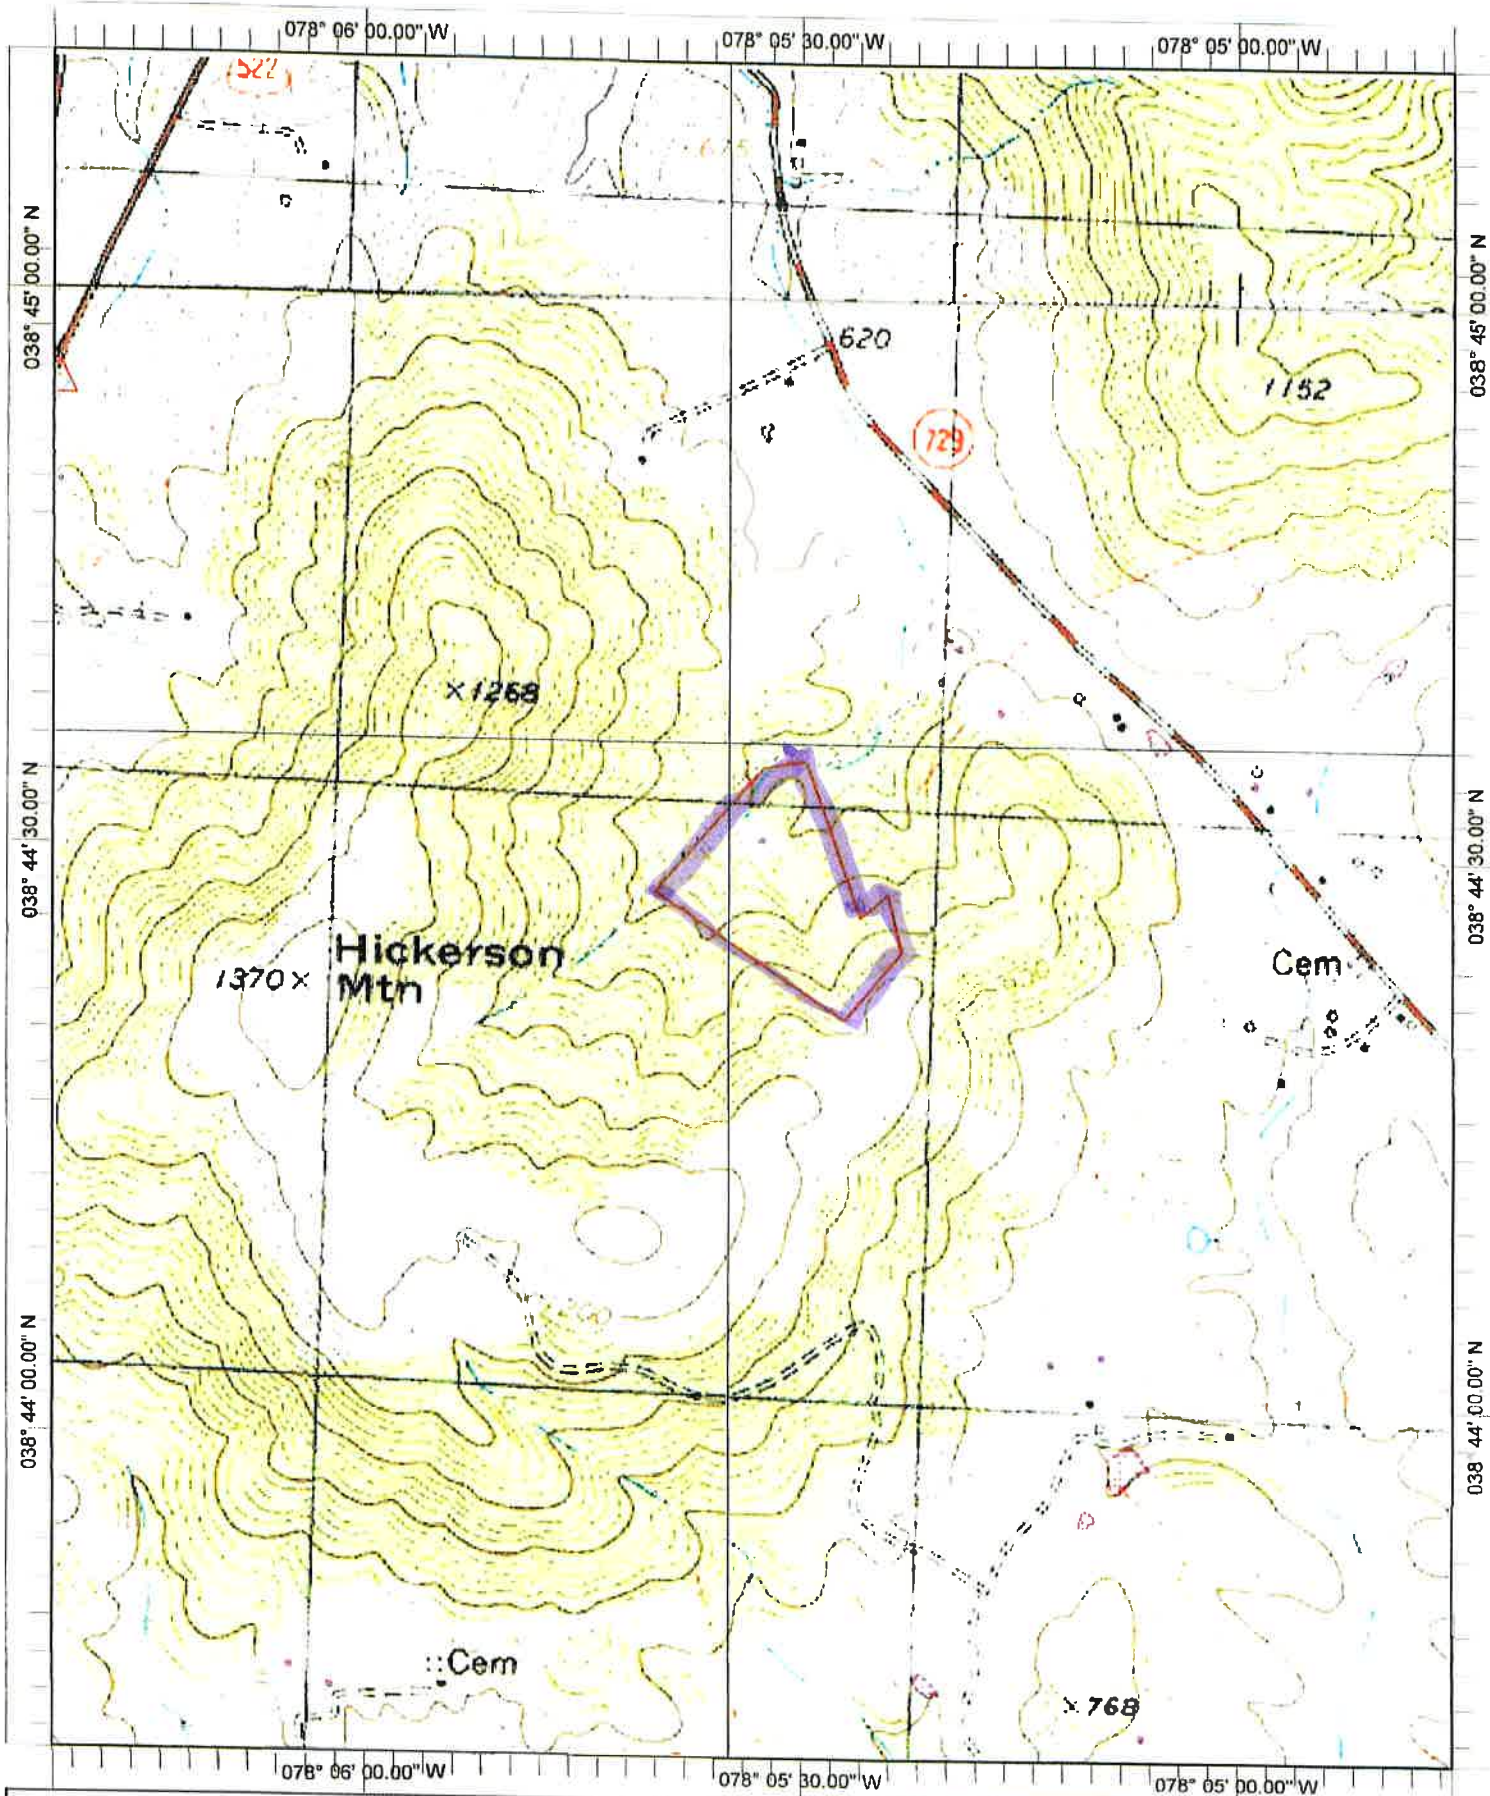 078° 06' 00.00" W
078° 05' 30.00" W
078° 05' 00.00" W
522
038° 45' 00.00" N
038° 45' 00.00" N
620
1152
729
×1268
038° 44' 30.00" N
038° 44' 30.00" N
Hickerson
Mtn
1370×
Cem
038° 44' 00.00" N
038° 44' 00.00" N
Cem
×768
078° 06' 00.00" W
078° 05' 30.00" W
078° 05' 00.00" W